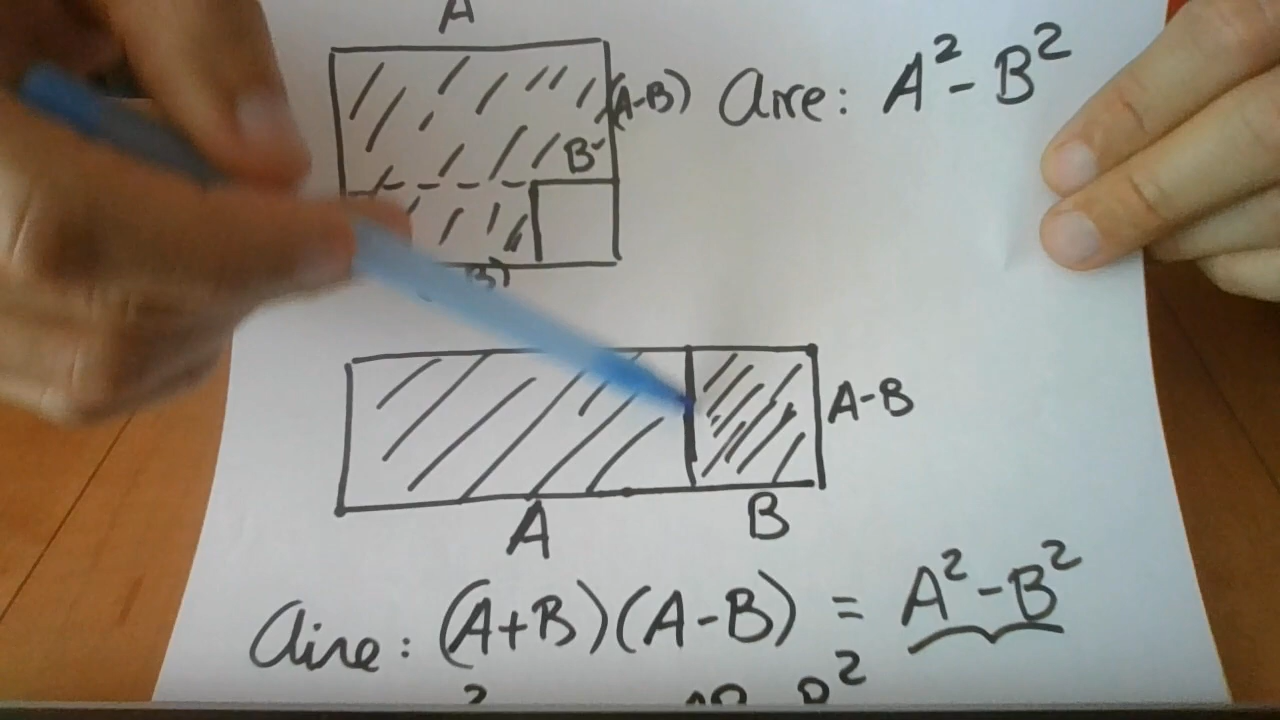 A
(A-B) Aire: A² - B²
B
B)
A-B
A B
Aire: (A+B)(A-B) = A² - B²